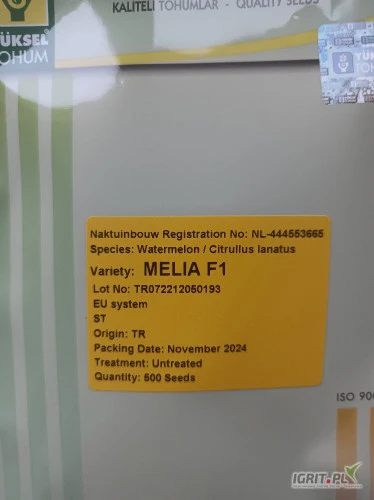 KALİTELİ TOHUMLAR - QUALITY SEEDS
YÜKSEL
TOHUM
Naktuinbouw Registration No: NL-444553665
Species: Watermelon / Citrullus lanatus
Variety: MELIA F1
Lot No: TR072212050193
EU system
ST
Origin: TR
Packing Date: November 2024
Treatment: Untreated
Quantity: 500 Seeds
ISO 900
IGRIT.PL